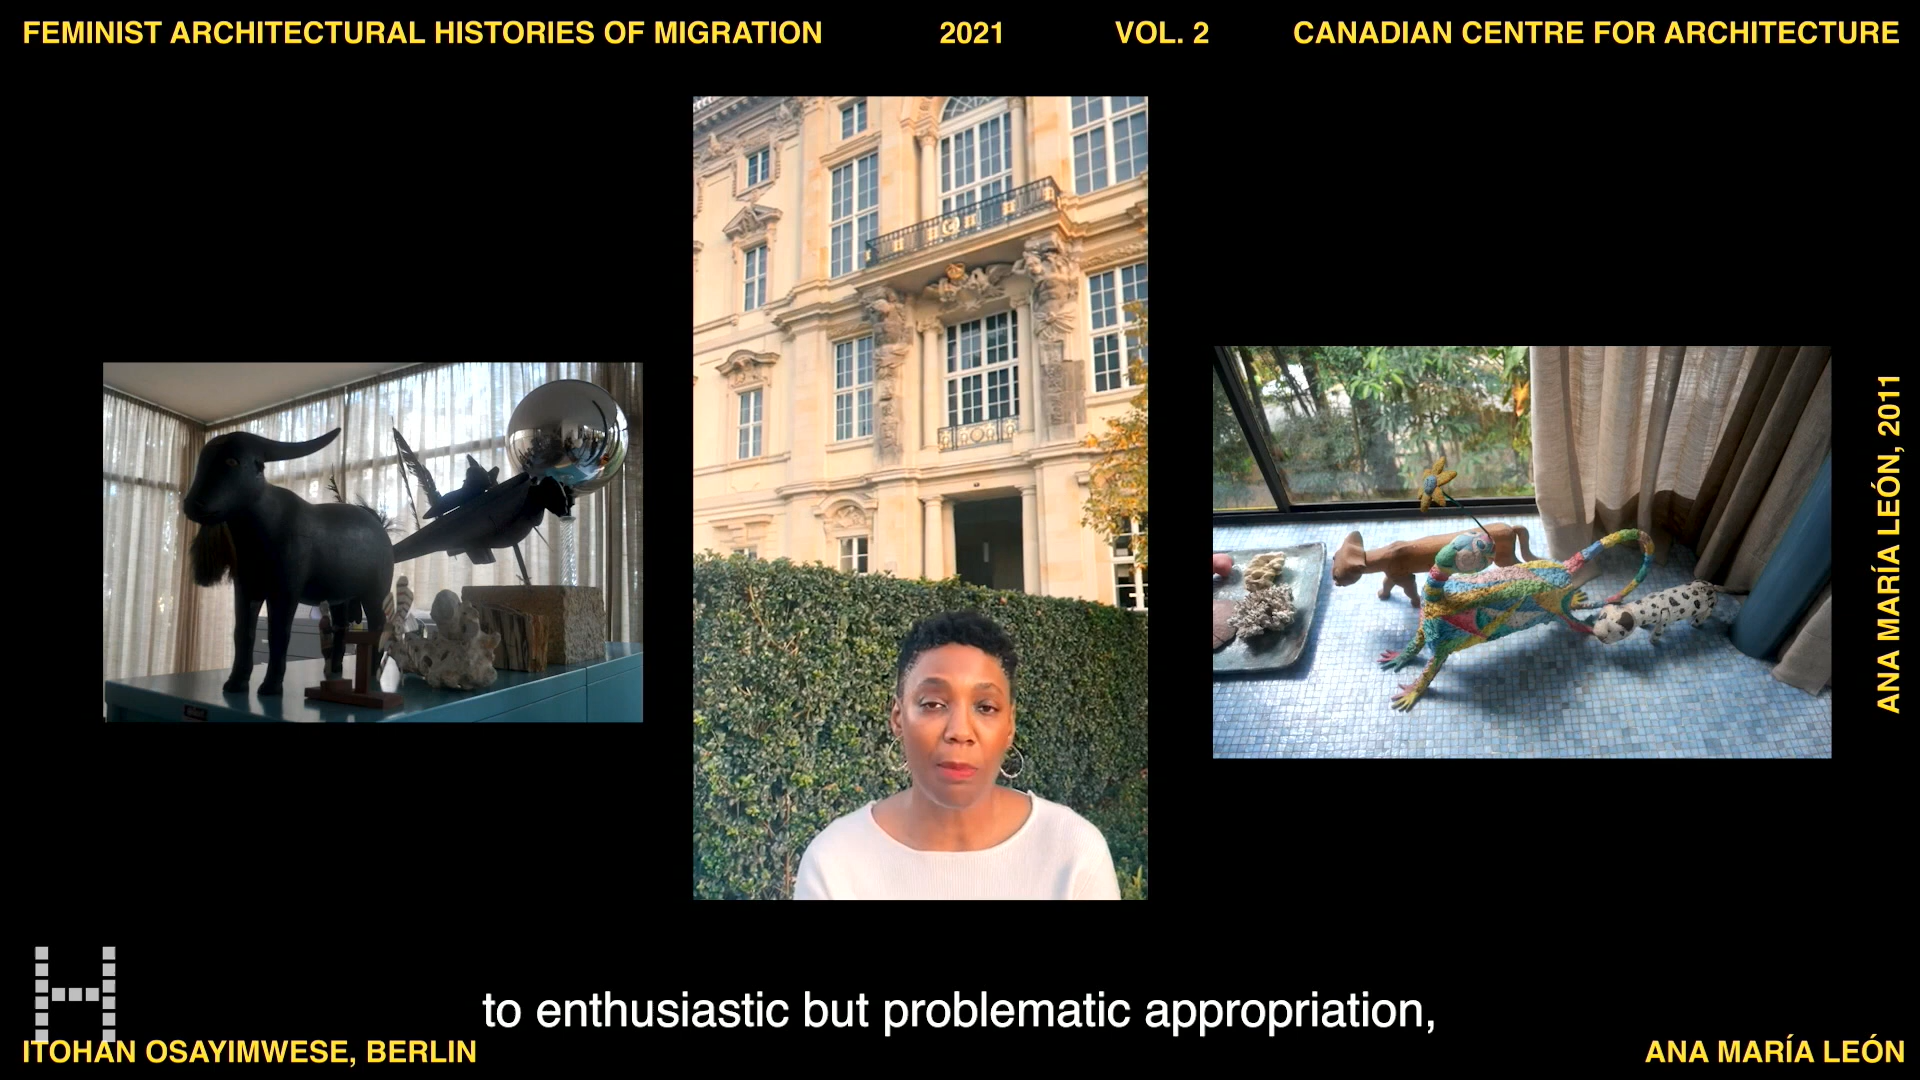 FEMINIST ARCHITECTURAL HISTORIES OF MIGRATION 2021 VOL. 2 CANADIAN CENTRE FOR ARCHITECTURE
ANA MARÍA LEÓN, 2011
to enthusiastic but problematic appropriation,
ITOHAN OSAYIMWESE, BERLIN
ANA MARÍA LEÓN